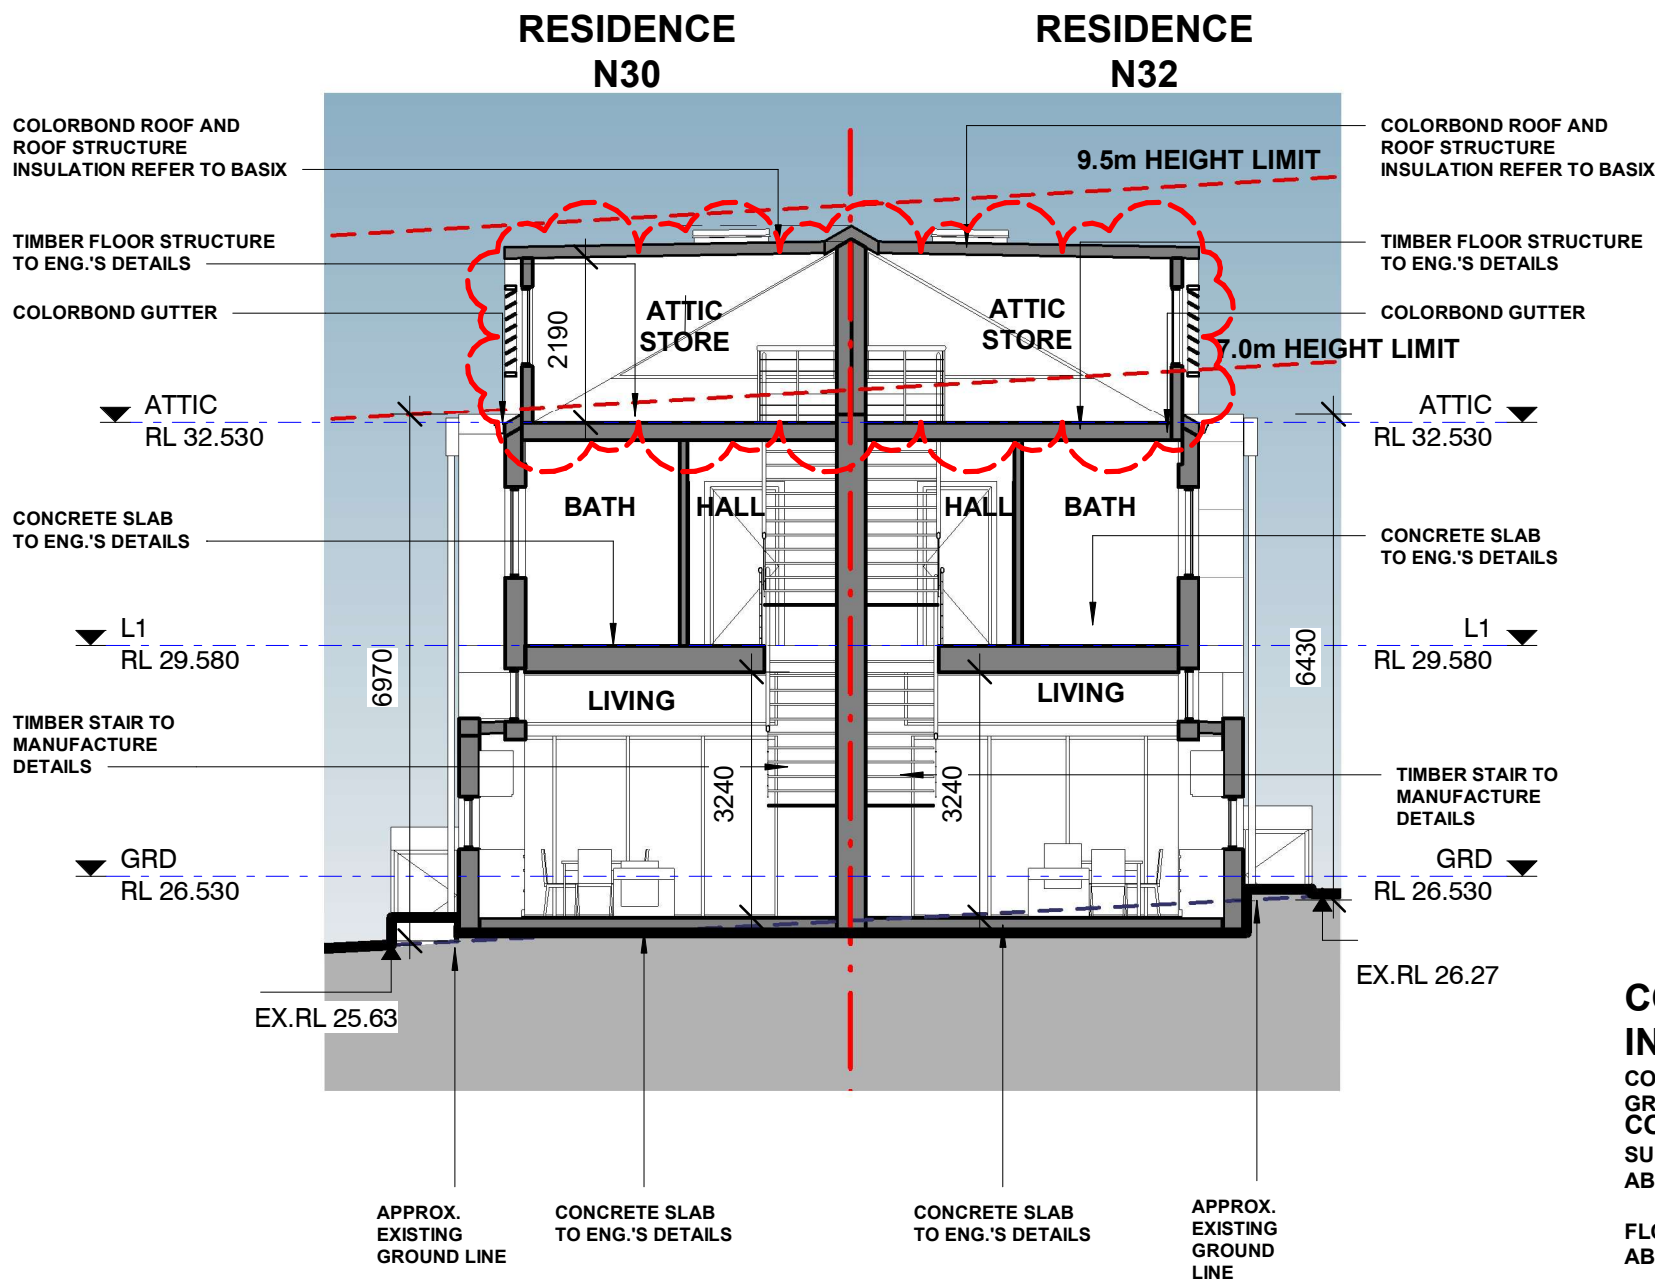 RESIDENCE
N30
RESIDENCE
N32
COLORBOND ROOF AND
ROOF STRUCTURE
INSULATION REFER TO BASIX
TIMBER FLOOR STRUCTURE
TO ENG.'S DETAILS
COLORBOND GUTTER
ATTIC
RL 32.530
CONCRETE SLAB
TO ENG.'S DETAILS
L1
RL 29.580
TIMBER STAIR TO
MANUFACTURE
DETAILS
GRD
RL 26.530
EX.RL 25.63
6970
9.5m HEIGHT LIMIT
7.0m HEIGHT LIMIT
2190
ATTIC
STORE
ATTIC
STORE
BATH
HALL
HALL
BATH
LIVING
LIVING
3240
3240
6430
COLORBOND ROOF AND
ROOF STRUCTURE
INSULATION REFER TO BASIX
TIMBER FLOOR STRUCTURE
TO ENG.'S DETAILS
COLORBOND GUTTER
ATTIC
RL 32.530
CONCRETE SLAB
TO ENG.'S DETAILS
L1
RL 29.580
TIMBER STAIR TO
MANUFACTURE
DETAILS
GRD
RL 26.530
EX.RL 26.27
APPROX.
EXISTING
GROUND LINE
CONCRETE SLAB
TO ENG.'S DETAILS
CONCRETE SLAB
TO ENG.'S DETAILS
APPROX.
EXISTING
GROUND
LINE